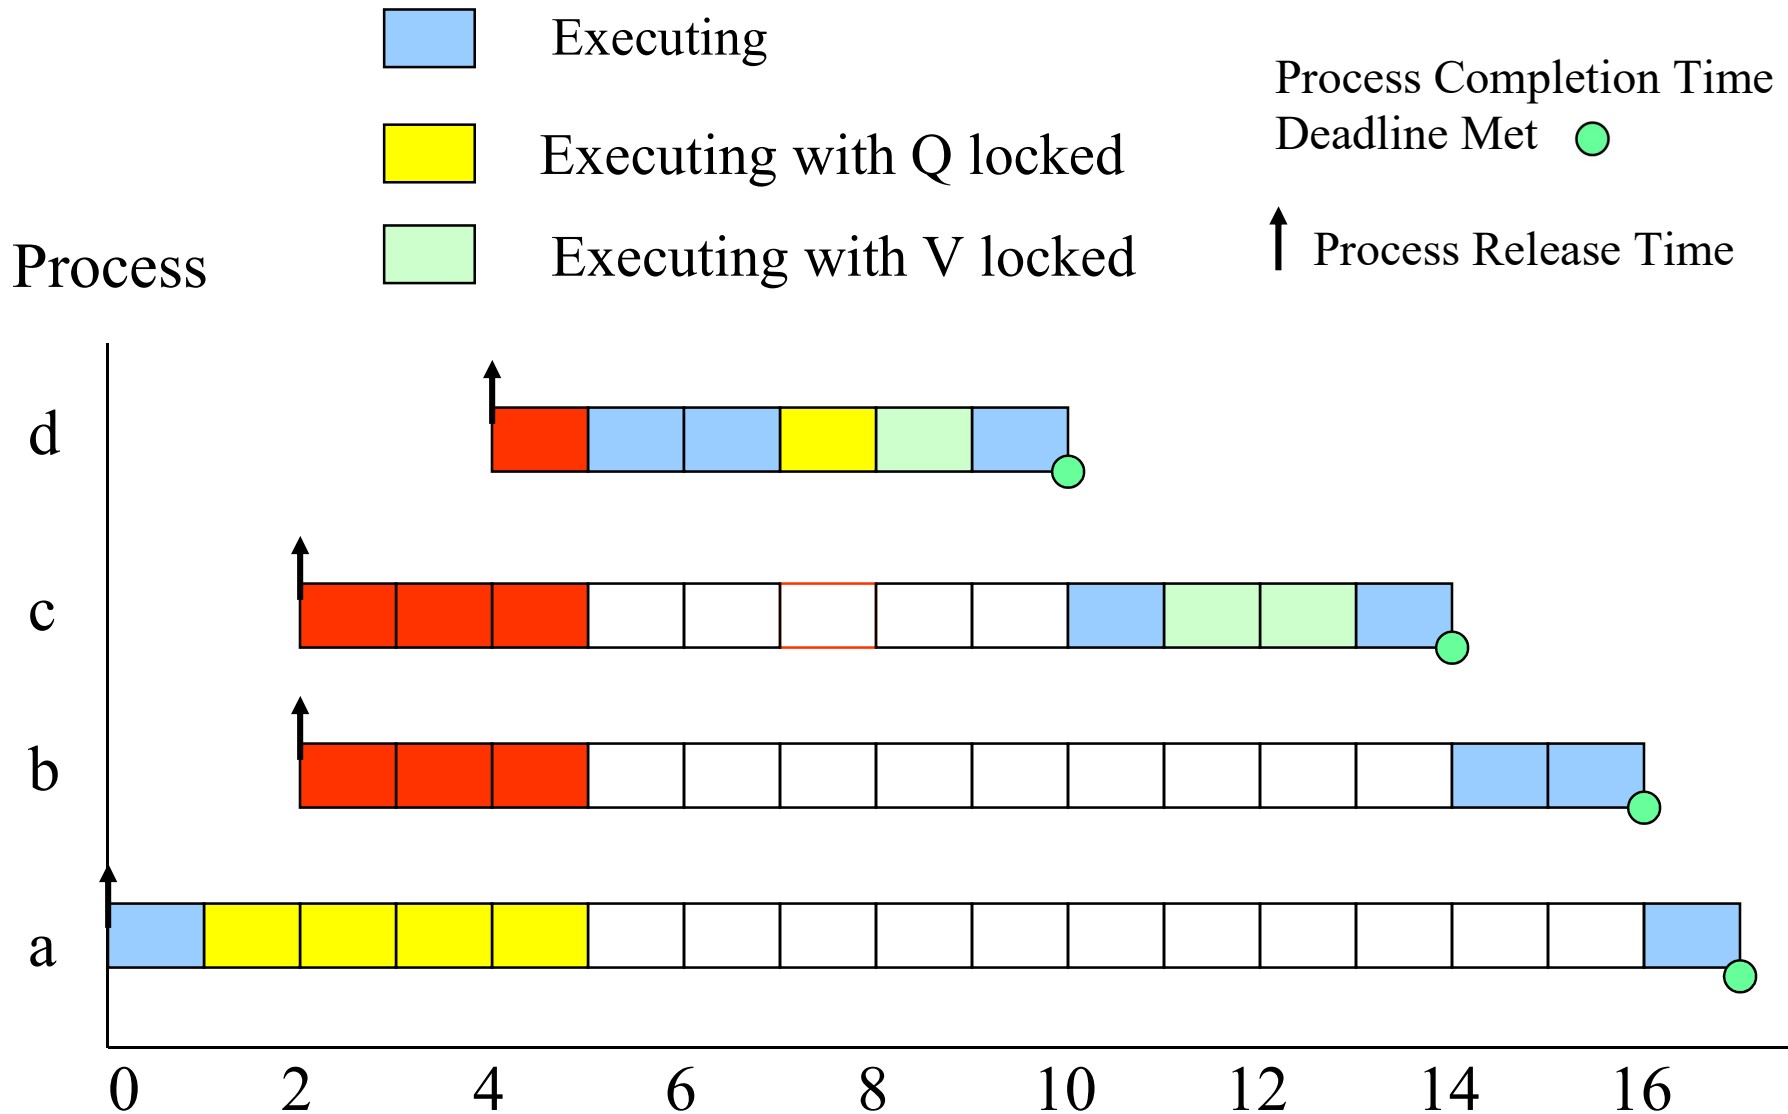 Executing
Process Completion Time
Deadline Met
Executing with Q locked
Executing with V locked
Process Release Time
Process
d
c
b
a
0 2 4 6 8 10 12 14 16